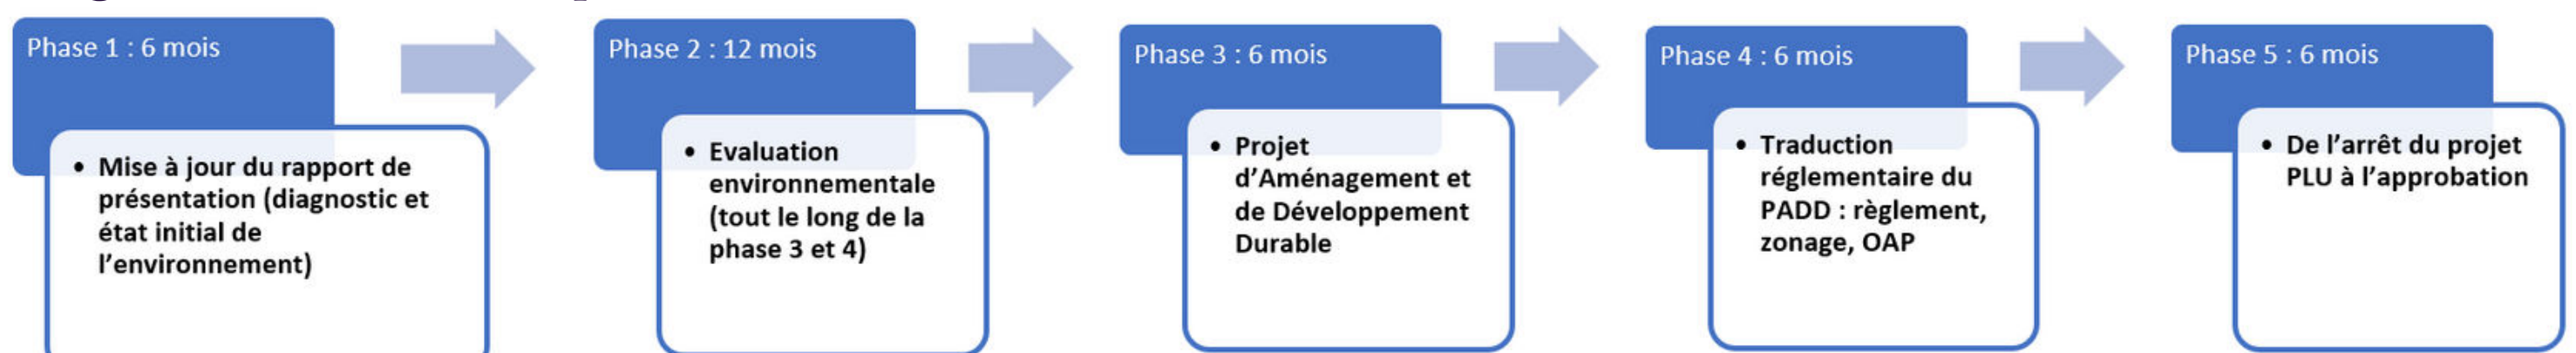 Phase 1 : 6 mois
• Mise à jour du rapport de
présentation (diagnostic et
état initial de
l'environnement)
Phase 2 : 12 mois
• Evaluation
environnementale
(tout le long de la
phase 3 et 4)
Phase 3 : 6 mois
• Projet
d'Aménagement et
de Développement
Durable
Phase 4 : 6 mois
• Traduction
réglementaire du
PADD : règlement,
zonage, OAP
Phase 5 : 6 mois
• De l'arrêt du projet
PLU à l'approbation